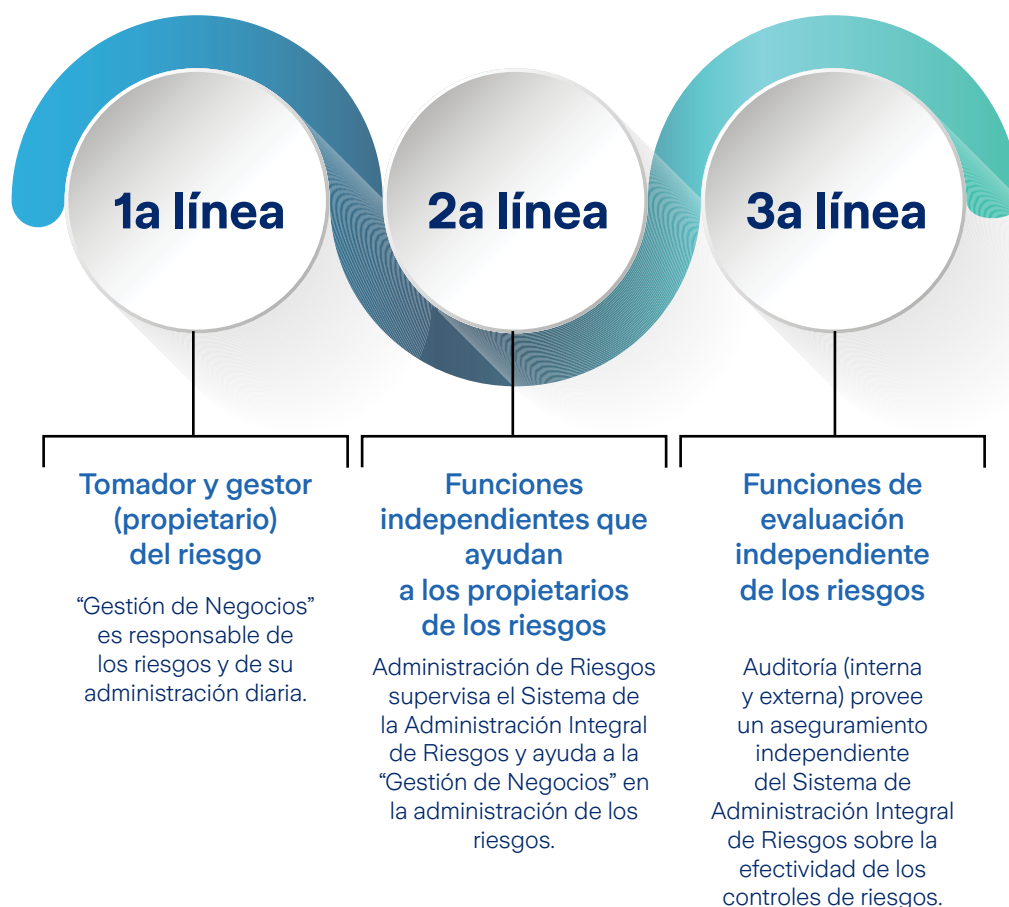 1a línea
Tomador y gestor
(propietario)
del riesgo
“Gestión de Negocios”
es responsable de
los riesgos y de su
administración diaria.
2a línea
Funciones
independientes que
ayudan
a los propietarios
de los riesgos
Administración de Riesgos
supervisa el Sistema de
la Administración Integral
de Riesgos y ayuda a la
“Gestión de Negocios” en
la administración de los
riesgos.
3a línea
Funciones de
evaluación
independiente
de los riesgos
Auditoría (interna
y externa) provee
un aseguramiento
independiente
del Sistema de
Administración Integral
de Riesgos sobre la
efectividad de los
controles de riesgos.